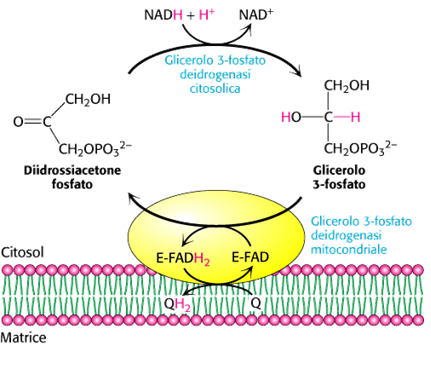 NADH + H⁺ NAD⁺
Glicerolo 3-fosfato
deidrogenasi
citosolica
CH₂OH
O=C
CH₂OPO₃²⁻
Diidrossiacetone
fosfato
CH₂OH
HO—C—H
CH₂OPO₃²⁻
Glicerolo
3-fosfato
Glicerolo 3-fosfato
deidrogenasi
mitocondriale
E-FADH₂ E-FAD
Citosol
QH₂ Q
Matrice